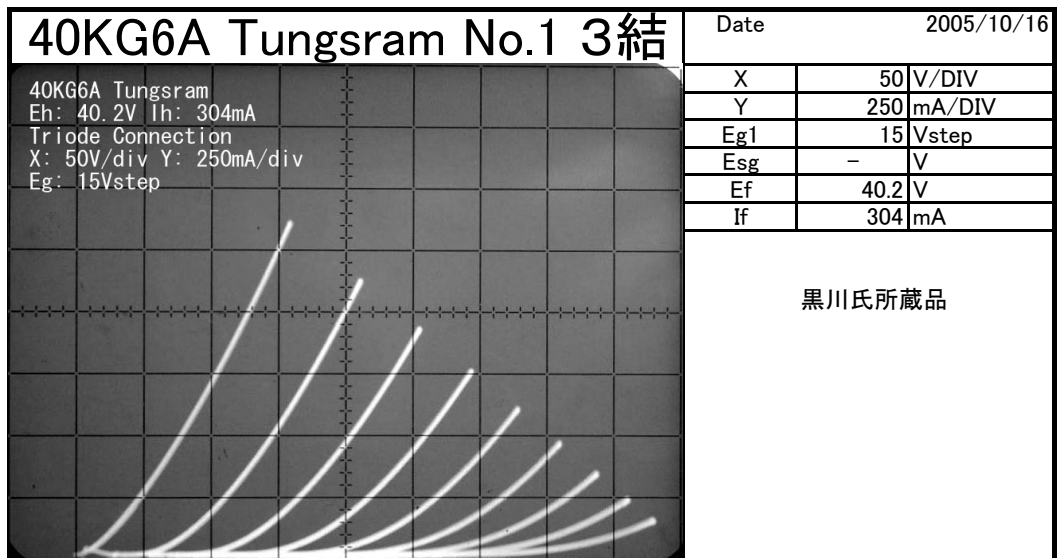 40KG6A Tungsram No.1 3結
Date 2005/10/16
40KG6A Tungsram
Eh: 40.2V Ih: 304mA
Triode Connection
X: 50V/div Y: 250mA/div
Eg: 15Vstep
X 50 V/DIV
Y 250 mA/DIV
Eg1 15 Vstep
Esg - V
Ef 40.2 V
If 304 mA
黒川氏所蔵品